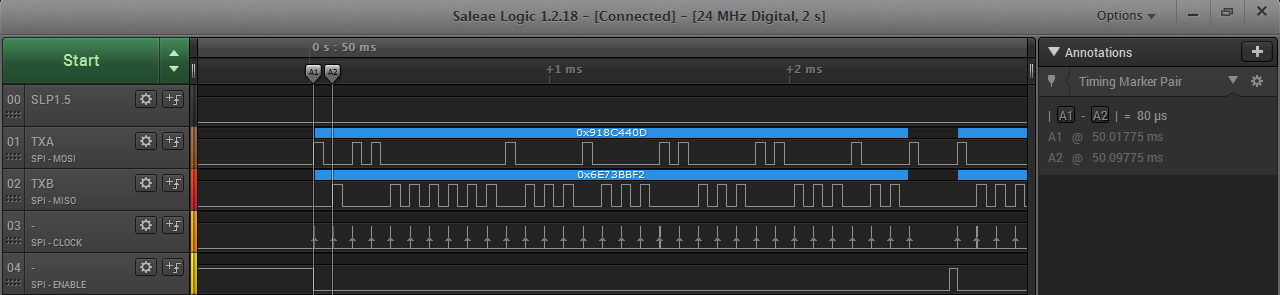 Saleae Logic 1.2.18 - [Connected] - [24 MHz Digital, 2 s]
Options
Start
0 s : 50 ms
+1 ms
+2 ms
A1
A2
Annotations
Timing Marker Pair
| A1 - A2 | = 80 µs
A1 @ 50.01775 ms
A2 @ 50.09775 ms
00 SLP1.5
01 TXA
SPI - MOSI
0x918C440D
02 TXB
SPI - MISO
0x6E73BBF2
03 -
SPI - CLOCK
04 -
SPI - ENABLE